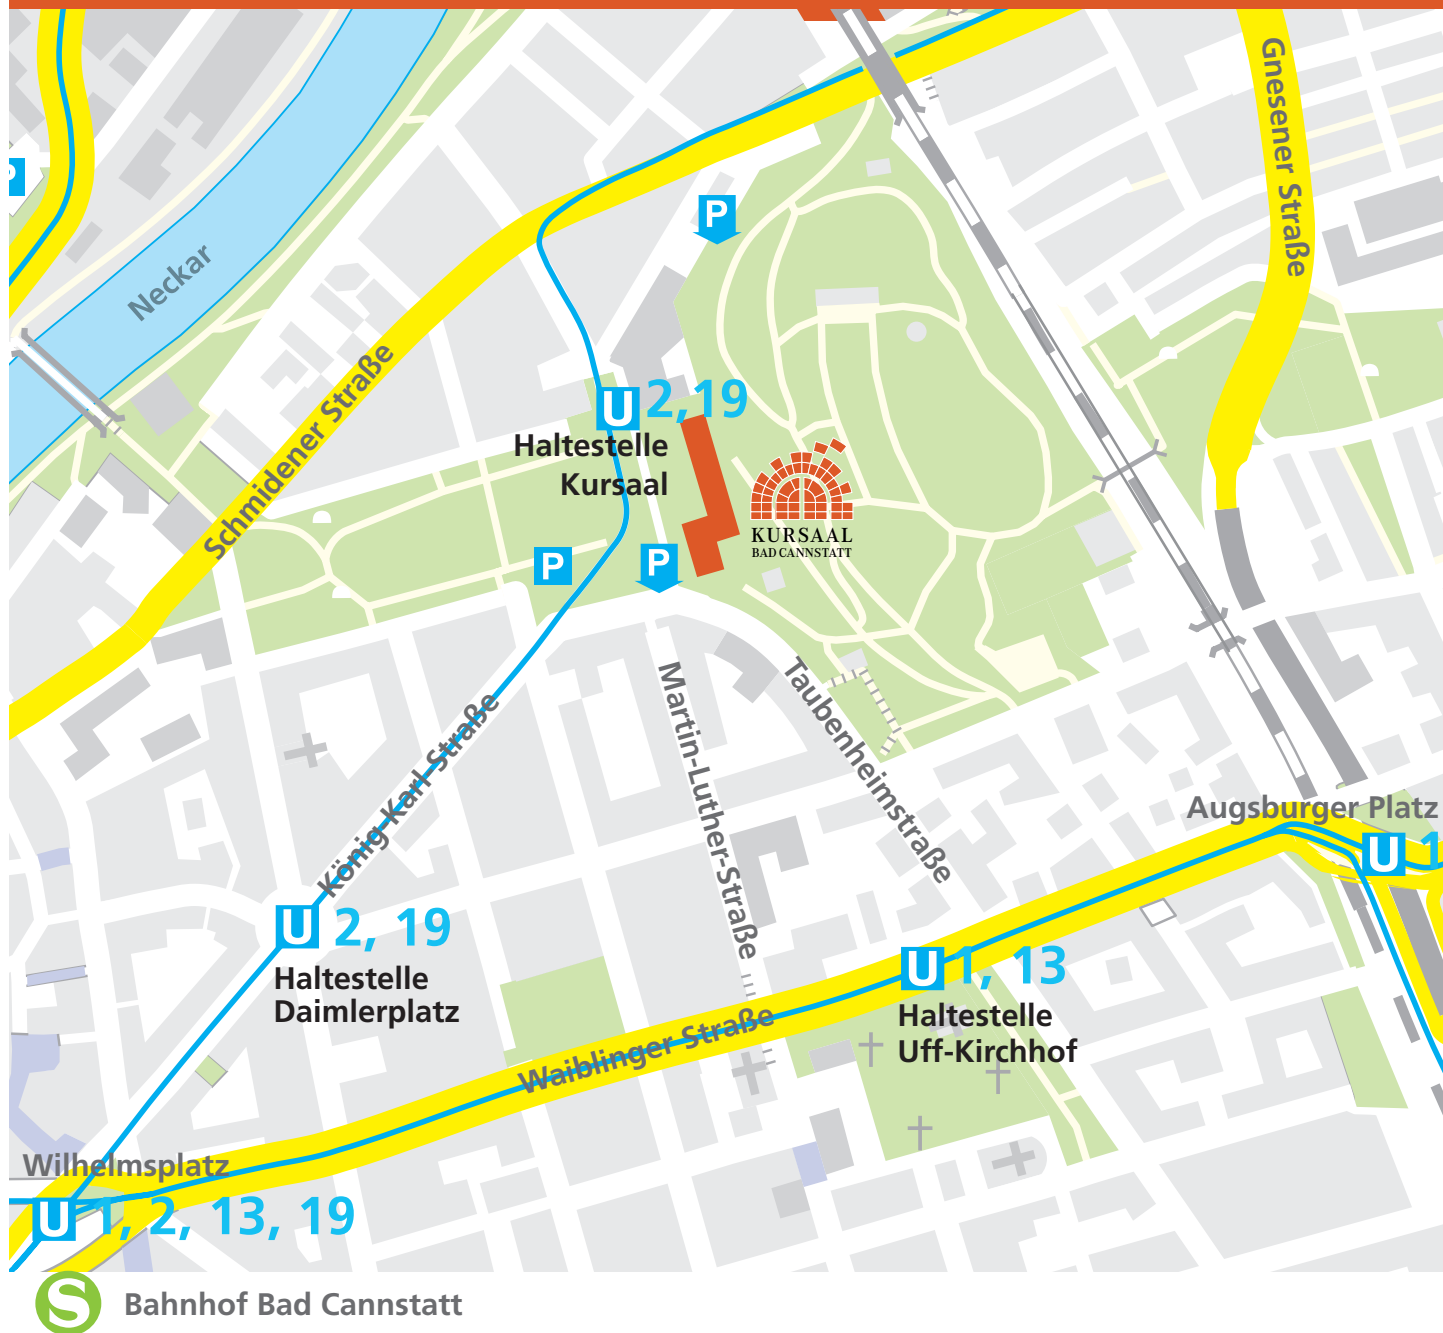 Gnesener Straße
P
P
Neckar
Schmidener Straße
U 2, 19
Haltestelle
Kursaal
KURSAAL
BAD CANNSTATT
P
P
Martin-Luther-Straße
Taubenheimstraße
König-Karl-Straße
Augsburger Platz
U 1
U 2, 19
Haltestelle
Daimlerplatz
U 1, 13
Haltestelle
Uff-Kirchhof
Waiblinger Straße
Wilhelmsplatz
U 1, 2, 13, 19
S Bahnhof Bad Cannstatt